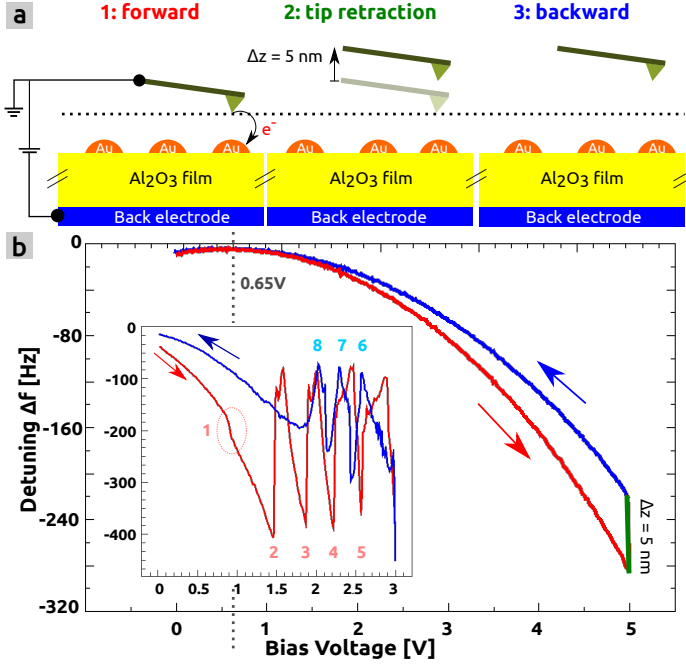 a
1: forward 2: tip retraction 3: backward
Δz = 5 nm
e⁻
Au Au Au Au Au Au Au Au
Al₂O₃ film Al₂O₃ film Al₂O₃ film
Back electrode Back electrode Back electrode
b
0
-80
-160
-240
-320
Detuning Δf [Hz]
0.65V
0
-100
-200
-300
-400
8 7 6
1
2 3 4 5
0 0.5 1 1.5 2 2.5 3
Δz = 5 nm
0 1 2 3 4 5
Bias Voltage [V]